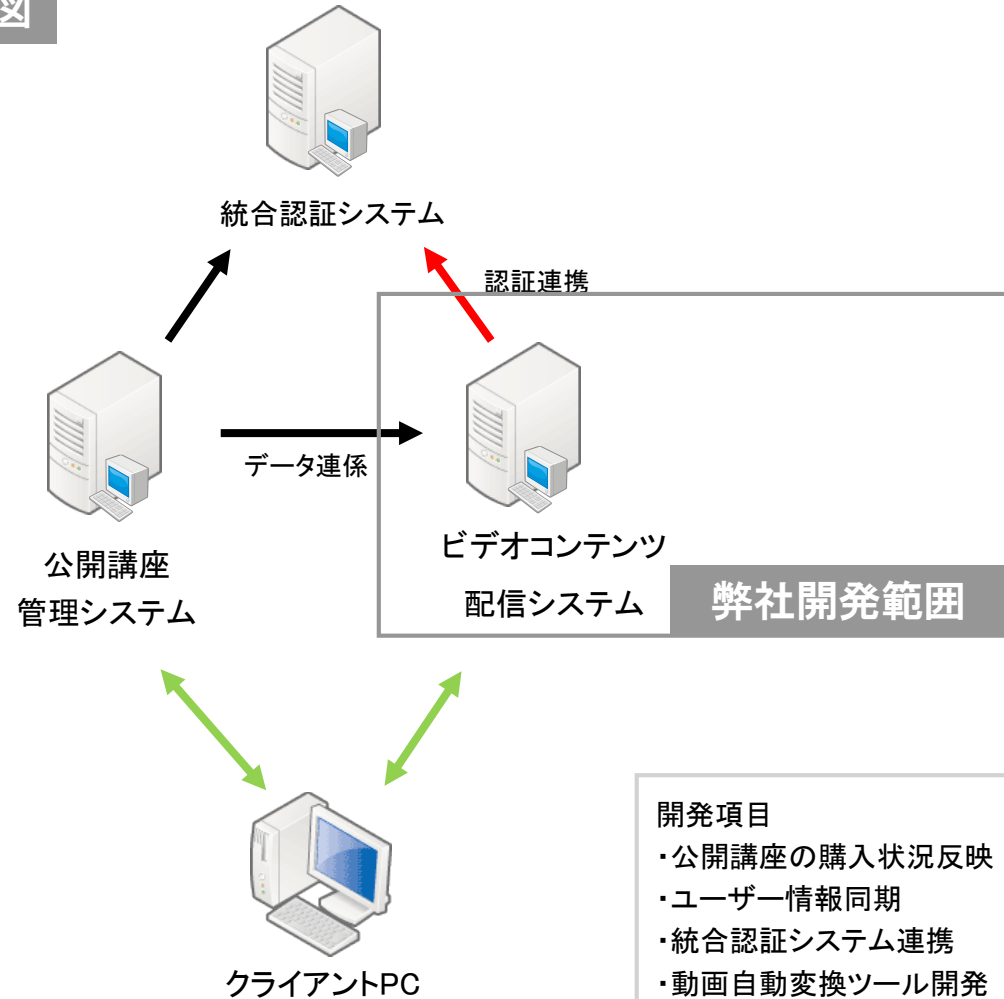 図
統合認証システム
認証連携
データ連係
公開講座
管理システム
ビデオコンテンツ
配信システム
弊社開発範囲
クライアントPC
開発項目
・公開講座の購入状況反映
・ユーザー情報同期
・統合認証システム連携
・動画自動変換ツール開発